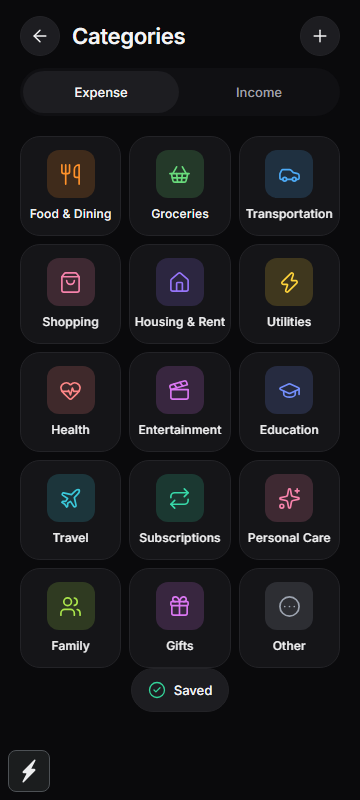 Categories
Expense Income
Food & Dining Groceries Transportation
Shopping Housing & Rent Utilities
Health Entertainment Education
Travel Subscriptions Personal Care
Family Gifts Other
Saved